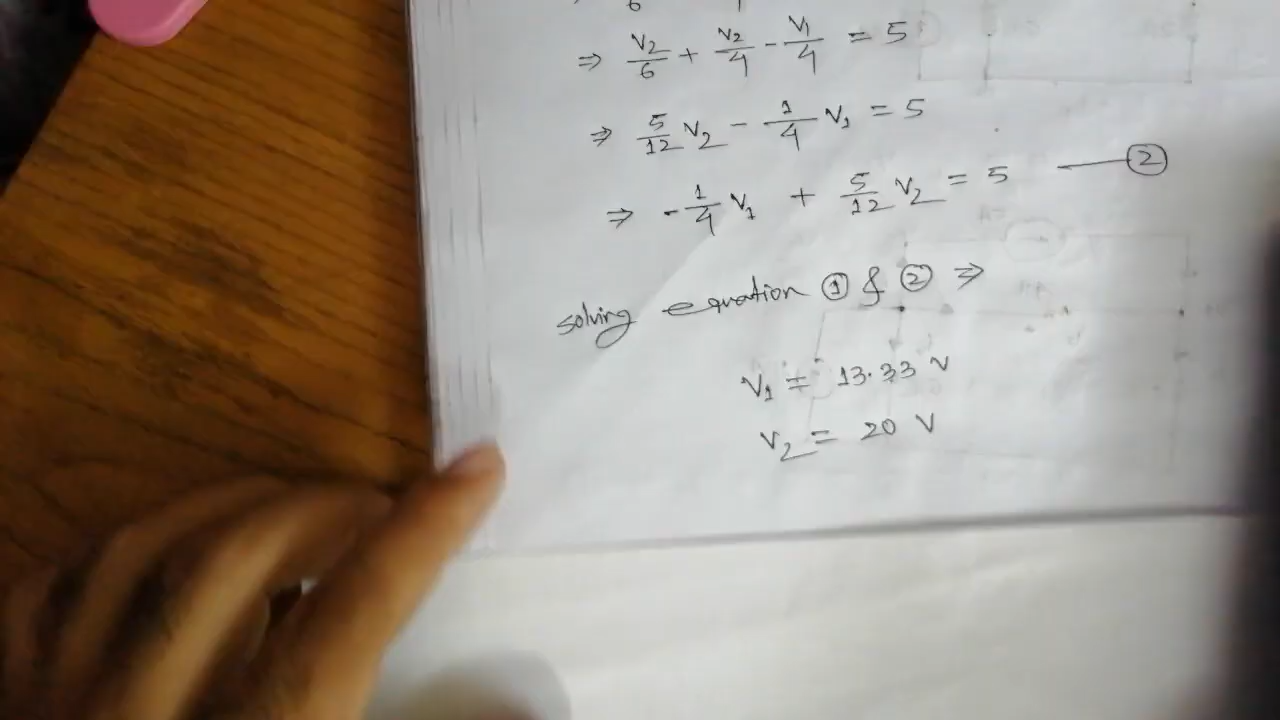 ⇒ V₂/6 + V₂/4 - V₁/4 = 5
⇒ 5/12 V₂ - 1/4 V₁ = 5
⇒ -1/4 V₁ + 5/12 V₂ = 5 —— ②
solving equation ① & ② ⇒
V₁ = 13.33 V
V₂ = 20 V